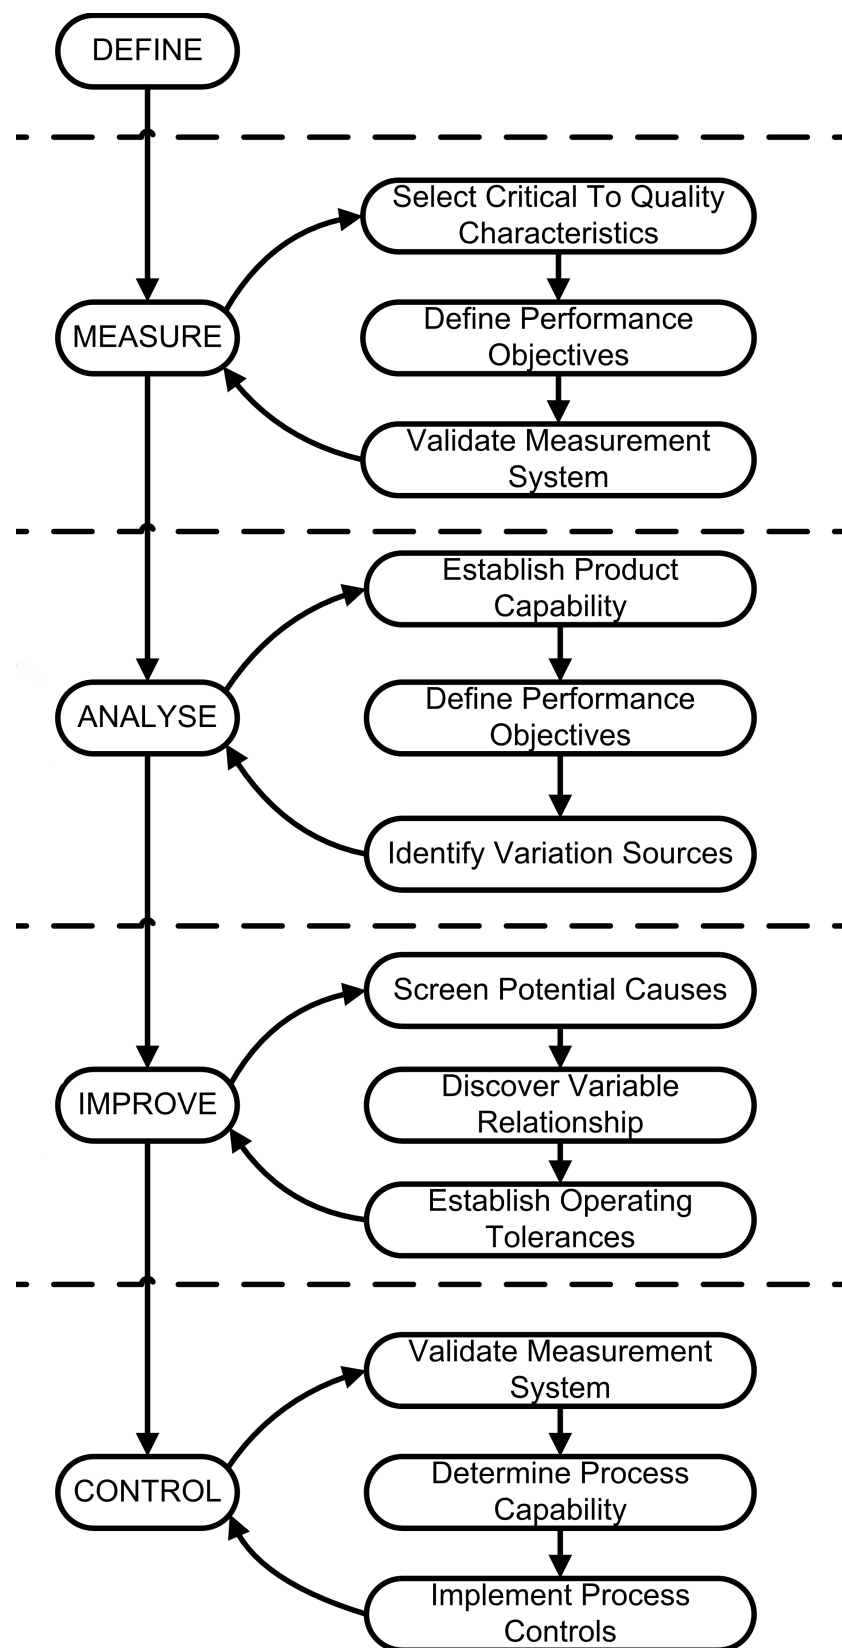 DEFINE
Select Critical To Quality
Characteristics
MEASURE
Define Performance
Objectives
Validate Measurement
System
Establish Product
Capability
ANALYSE
Define Performance
Objectives
Identify Variation Sources
Screen Potential Causes
IMPROVE
Discover Variable
Relationship
Establish Operating
Tolerances
Validate Measurement
System
CONTROL
Determine Process
Capability
Implement Process
Controls